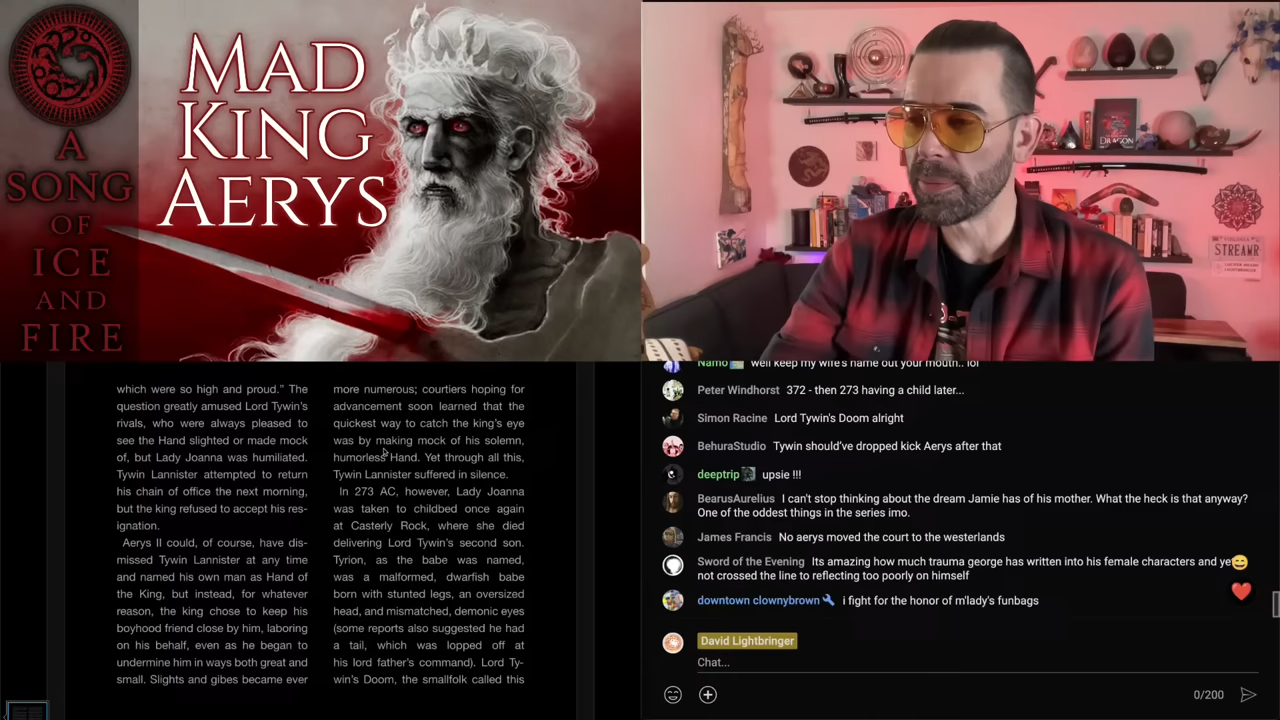 A
SONG
OF
ICE
AND
FIRE
MAD
KING
AERYS
DRAGON
STREAMR
which were so high and proud.” The
question greatly amused Lord Tywin’s
rivals, who were always pleased to
see the Hand slighted or made mock
of, but Lady Joanna was humiliated.
Tywin Lannister attempted to return
his chain of office the next morning,
but the king refused to accept his res-
ignation.
Aerys II could, of course, have dis-
missed Tywin Lannister at any time
and named his own man as Hand of
the King, but instead, for whatever
reason, the king chose to keep his
boyhood friend close by him, laboring
on his behalf, even as he began to
undermine him in ways both great and
small. Slights and gibes became ever
more numerous; courtiers hoping for
advancement soon learned that the
quickest way to catch the king’s eye
was by making mock of his solemn,
humorless Hand. Yet through all this,
Tywin Lannister suffered in silence.
In 273 AC, however, Lady Joanna
was taken to childbed once again
at Casterly Rock, where she died
delivering Lord Tywin’s second son.
Tyrion, as the babe was named,
was a malformed, dwarfish babe
born with stunted legs, an oversized
head, and mismatched, demonic eyes
(some reports also suggested he had
a tail, which was lopped off at
his lord father’s command). Lord Ty-
win’s Doom, the smallfolk called this
Namo well keep my wife's name out your mouth.. lol
Peter Windhorst 372 - then 273 having a child later...
Simon Racine Lord Tywin's Doom alright
BehuraStudio Tywin should've dropped kick Aerys after that
deeptrip upsie !!!
BearusAurelius I can't stop thinking about the dream Jamie has of his mother. What the heck is that anyway?
One of the oddest things in the series imo.
James Francis No aerys moved the court to the westerlands
Sword of the Evening Its amazing how much trauma george has written into his female characters and ye
not crossed the line to reflecting too poorly on himself
downtown clownybrown i fight for the honor of m'lady's funbags
David Lightbringer
Chat...
0/200